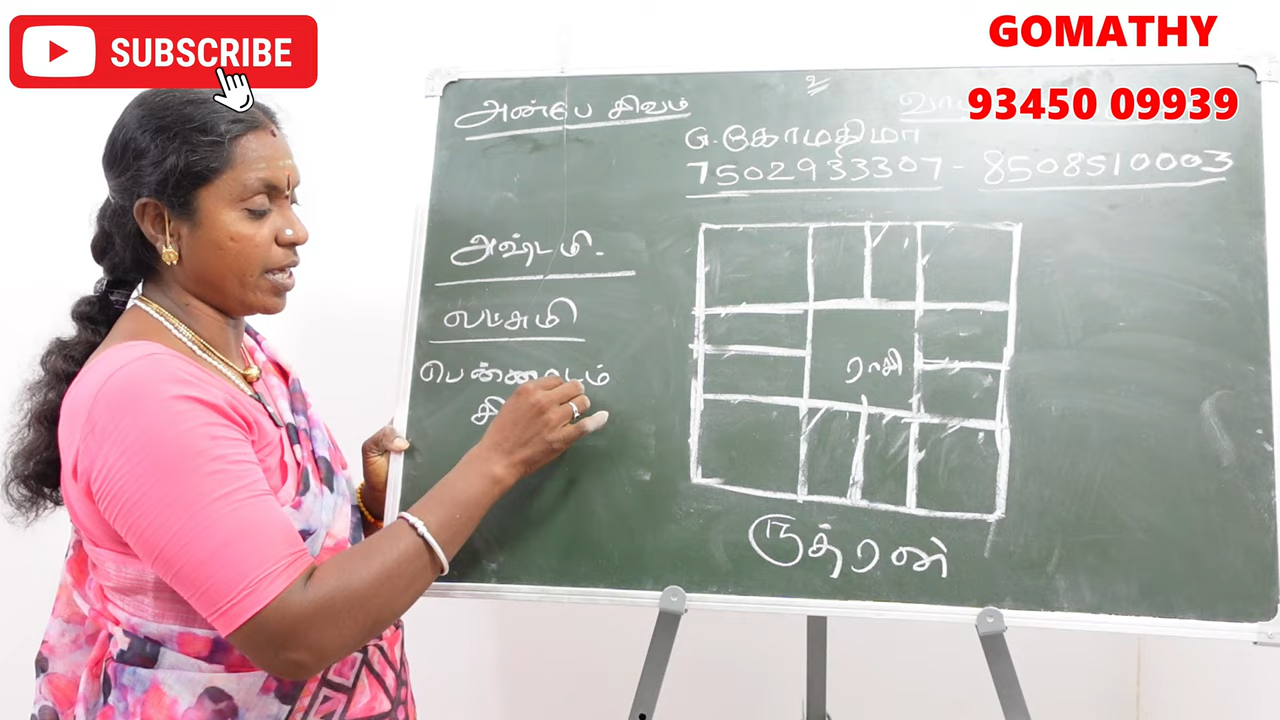 SUBSCRIBE
GOMATHY
93450 09939
உ
அன்பே சிவம்
G.கோமதிமா
7502933307 - 8508510003
அஷ்டமி.
லட்சுமி
பெண்ணாடம்
சி
ராசி
ருத்ரன்